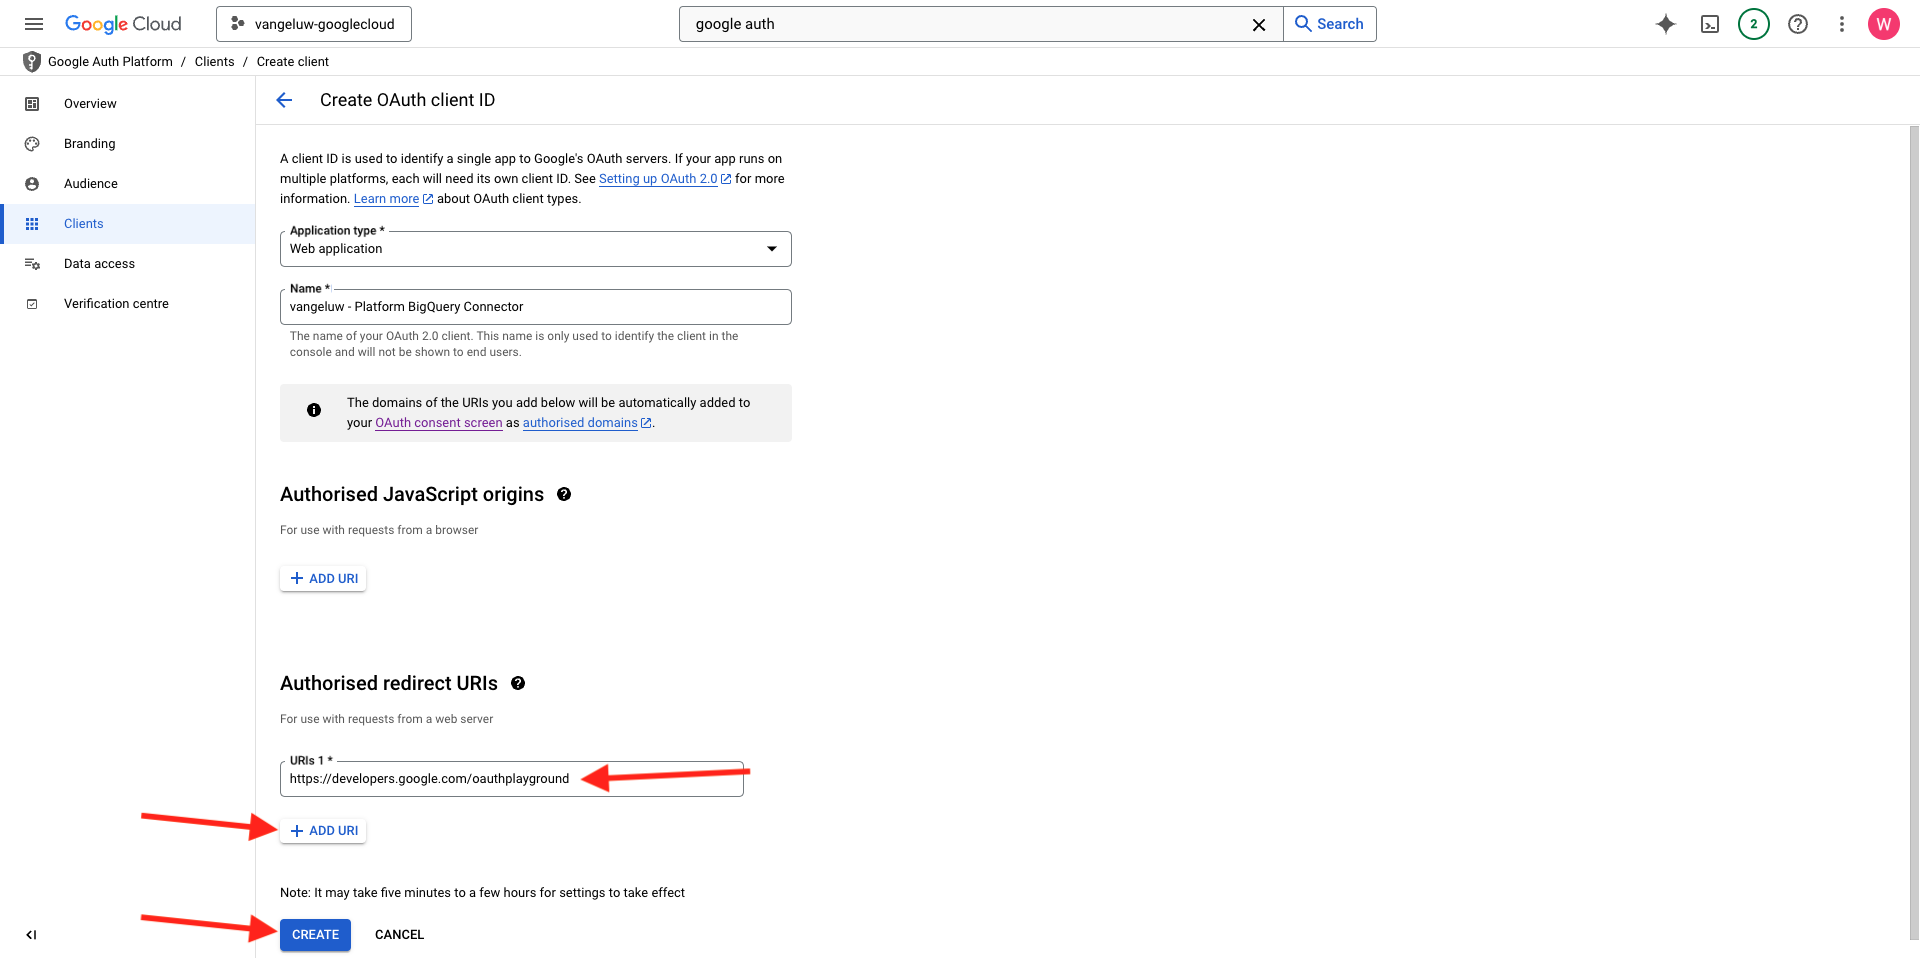 Google Cloud
vangeluw-googlecloud
google auth
Search
2
W
Google Auth Platform / Clients / Create client
Overview
Branding
Audience
Clients
Data access
Verification centre
Create OAuth client ID
A client ID is used to identify a single app to Google's OAuth servers. If your app runs on
multiple platforms, each will need its own client ID. See Setting up OAuth 2.0 for more
information. Learn more about OAuth client types.
Application type *
Web application
Name *
vangeluw - Platform BigQuery Connector
The name of your OAuth 2.0 client. This name is only used to identify the client in the
console and will not be shown to end users.
The domains of the URIs you add below will be automatically added to
your OAuth consent screen as authorised domains.
Authorised JavaScript origins
For use with requests from a browser
ADD URI
Authorised redirect URIs
For use with requests from a web server
URIs 1 *
https://developers.google.com/oauthplayground
ADD URI
Note: It may take five minutes to a few hours for settings to take effect
CREATE
CANCEL